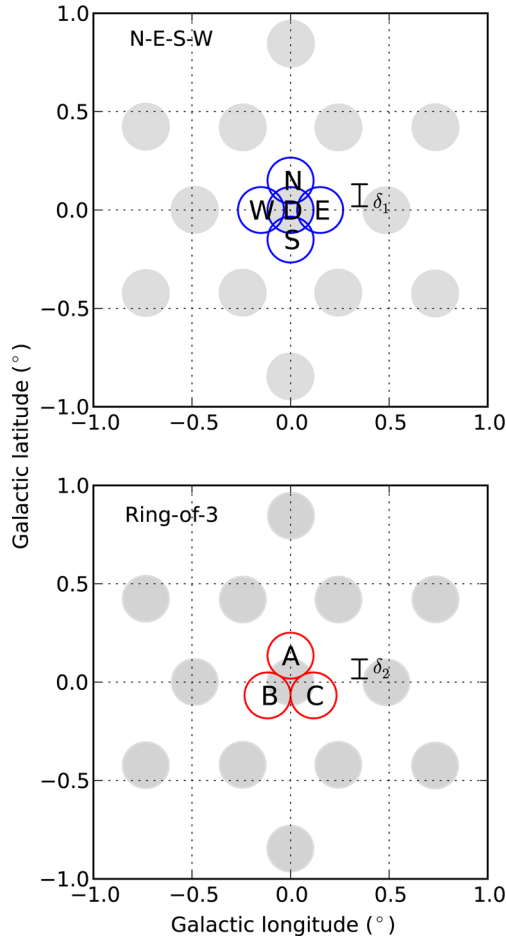 N-E-S-W
1.0
0.5
0.0
−0.5
−1.0
N
W D E
S
δ₁
−1.0 −0.5 0.0 0.5 1.0
Galactic latitude (°)
Ring-of-3
1.0
0.5
0.0
−0.5
−1.0
A
B C
δ₂
−1.0 −0.5 0.0 0.5 1.0
Galactic longitude (°)